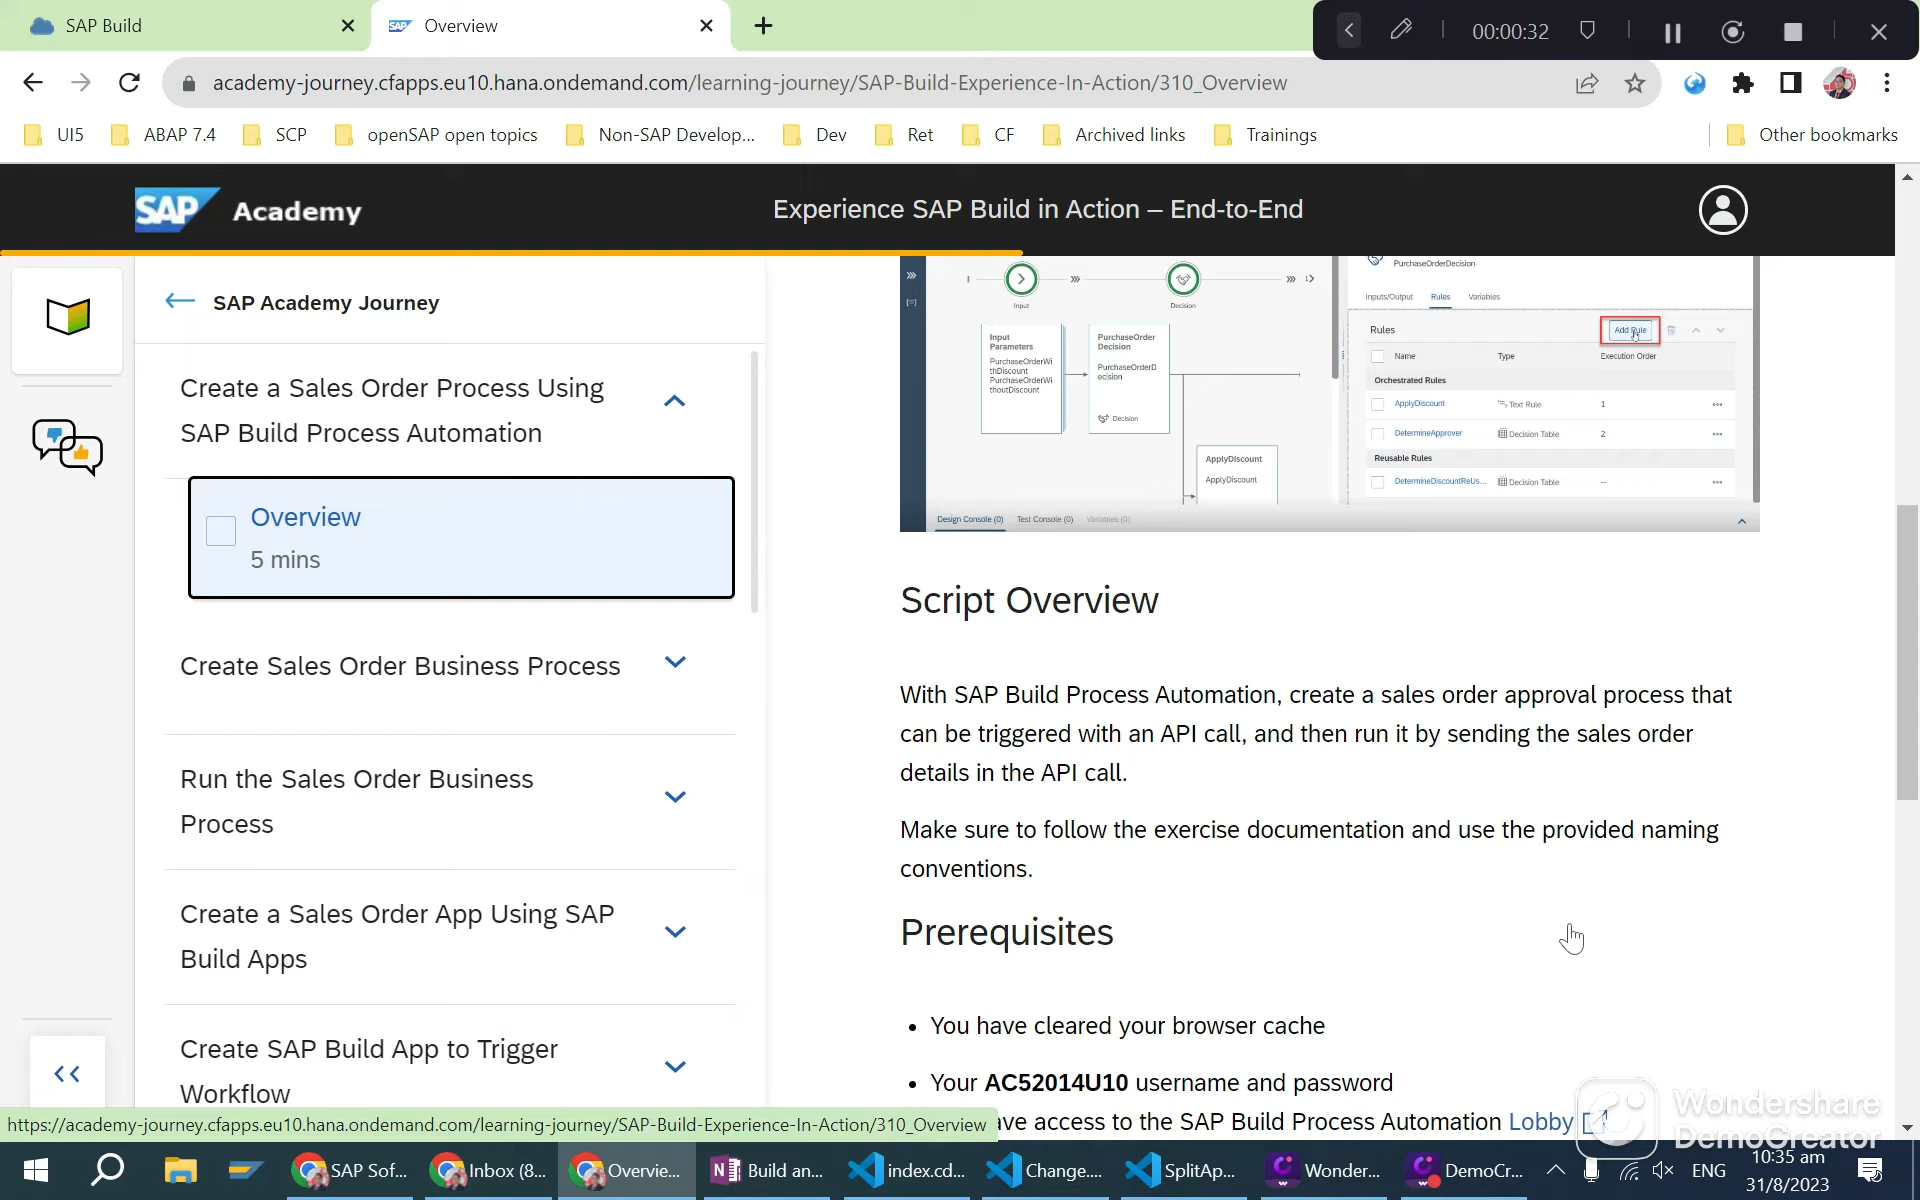 SAP Build
SAP Overview
00:00:32
academy-journey.cfapps.eu10.hana.ondemand.com/learning-journey/SAP-Build-Experience-In-Action/310_Overview
UI5
ABAP 7.4
SCP
openSAP open topics
Non-SAP Develop...
Dev
Ret
CF
Archived links
Trainings
Other bookmarks
SAP Academy
Experience SAP Build in Action – End-to-End
SAP Academy Journey
Create a Sales Order Process Using
SAP Build Process Automation
Overview
5 mins
Create Sales Order Business Process
Run the Sales Order Business
Process
Create a Sales Order App Using SAP
Build Apps
Create SAP Build App to Trigger
Workflow
Input
Decision
Input
Parameters
PurchaseOrderWi
thDiscount
PurchaseOrderWi
thoutDiscount
PurchaseOrder
Decision
PurchaseOrderD
ecision
Decision
ApplyDiscount
ApplyDiscount
Design Console (0)
Test Console (0)
Variables (0)
PurchaseOrderDecision
Inputs/Output
Rules
Variables
Rules
Add Rule
Name
Type
Execution Order
Orchestrated Rules
ApplyDiscount
Text Rule
1
DetermineApprover
Decision Table
2
Reusable Rules
DetermineDiscountReUs...
Decision Table
--
Script Overview
With SAP Build Process Automation, create a sales order approval process that
can be triggered with an API call, and then run it by sending the sales order
details in the API call.
Make sure to follow the exercise documentation and use the provided naming
conventions.
Prerequisites
• You have cleared your browser cache
• Your AC52014U10 username and password
ave access to the SAP Build Process Automation Lobby
https://academy-journey.cfapps.eu10.hana.ondemand.com/learning-journey/SAP-Build-Experience-In-Action/310_Overview
Wondershare
DemoCreator
SAP Sof...
Inbox (8...
Overvie...
Build an...
index.cd...
Change....
SplitAp...
Wonder...
DemoCr...
ENG
10:35 am
31/8/2023